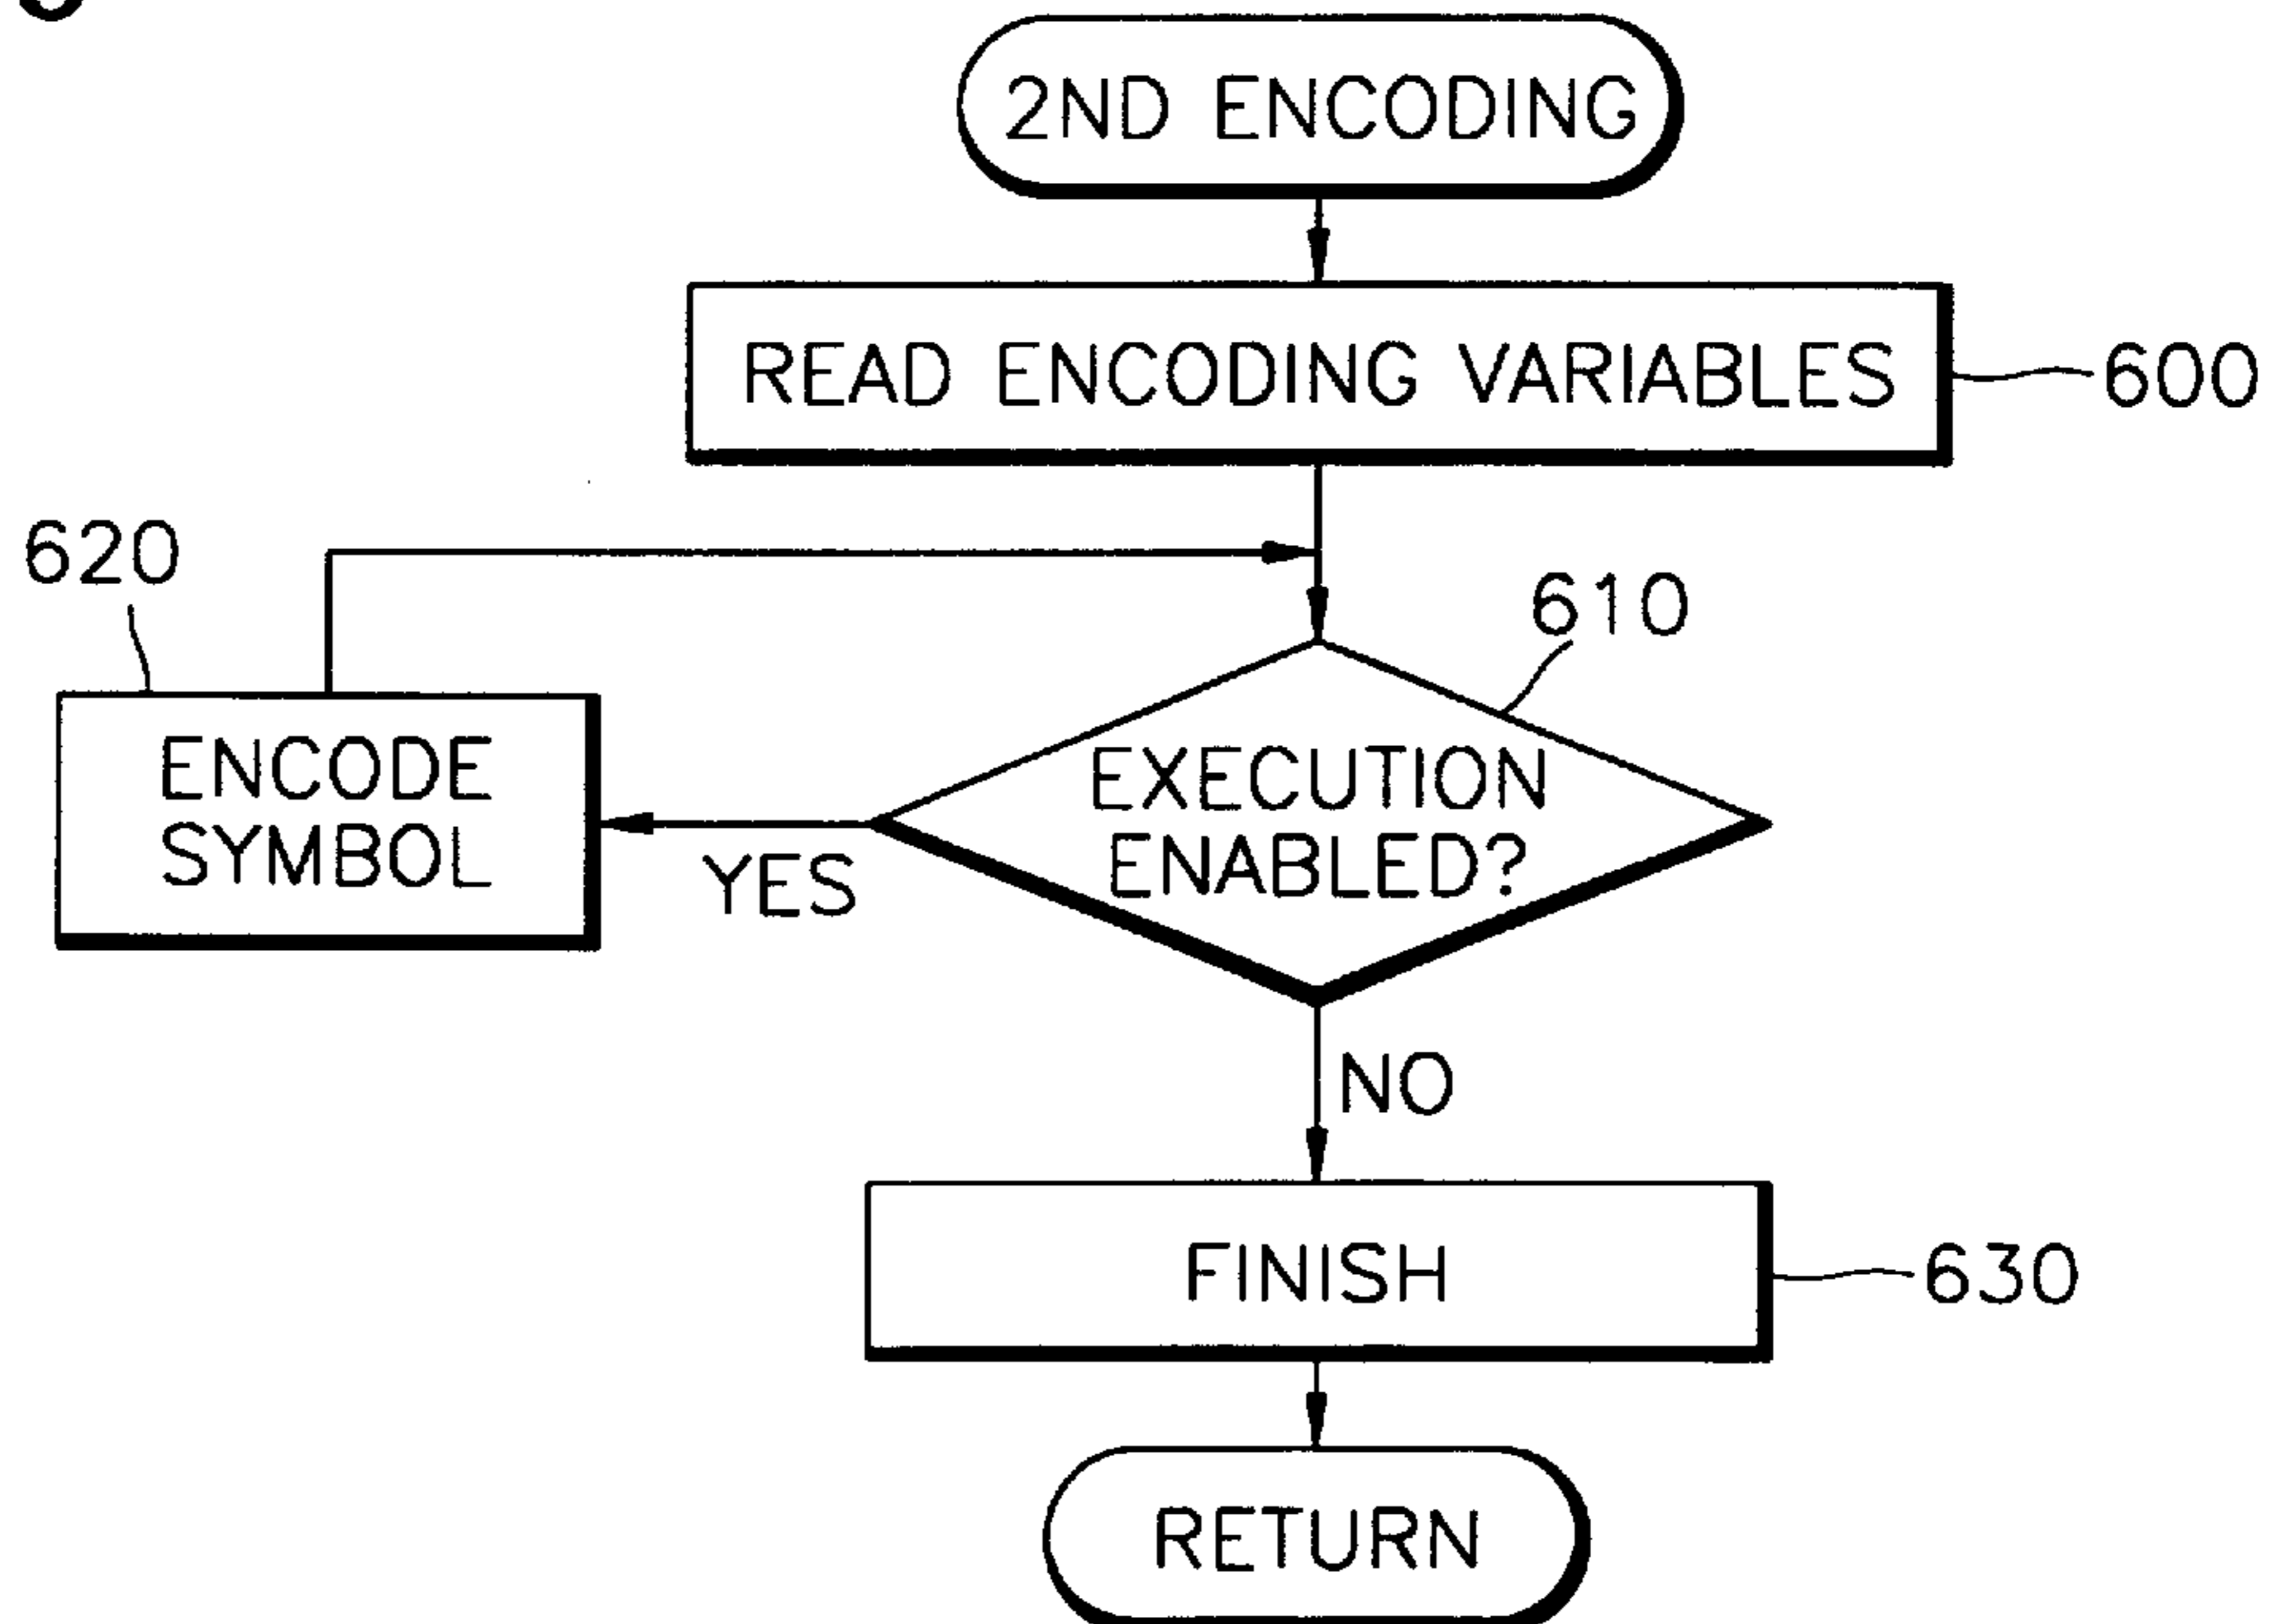 2ND ENCODING
READ ENCODING VARIABLES
600
620
610
ENCODE
SYMBOL
YES
EXECUTION
ENABLED?
NO
FINISH
630
RETURN